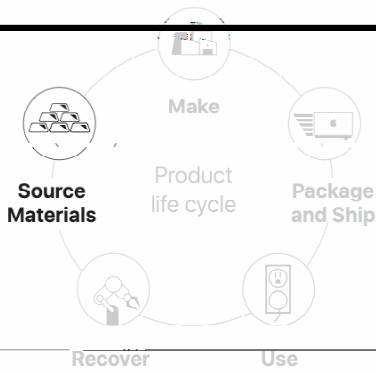 Make
Product
life cycle
Source
Materials
Package
and Ship
Recover
Use